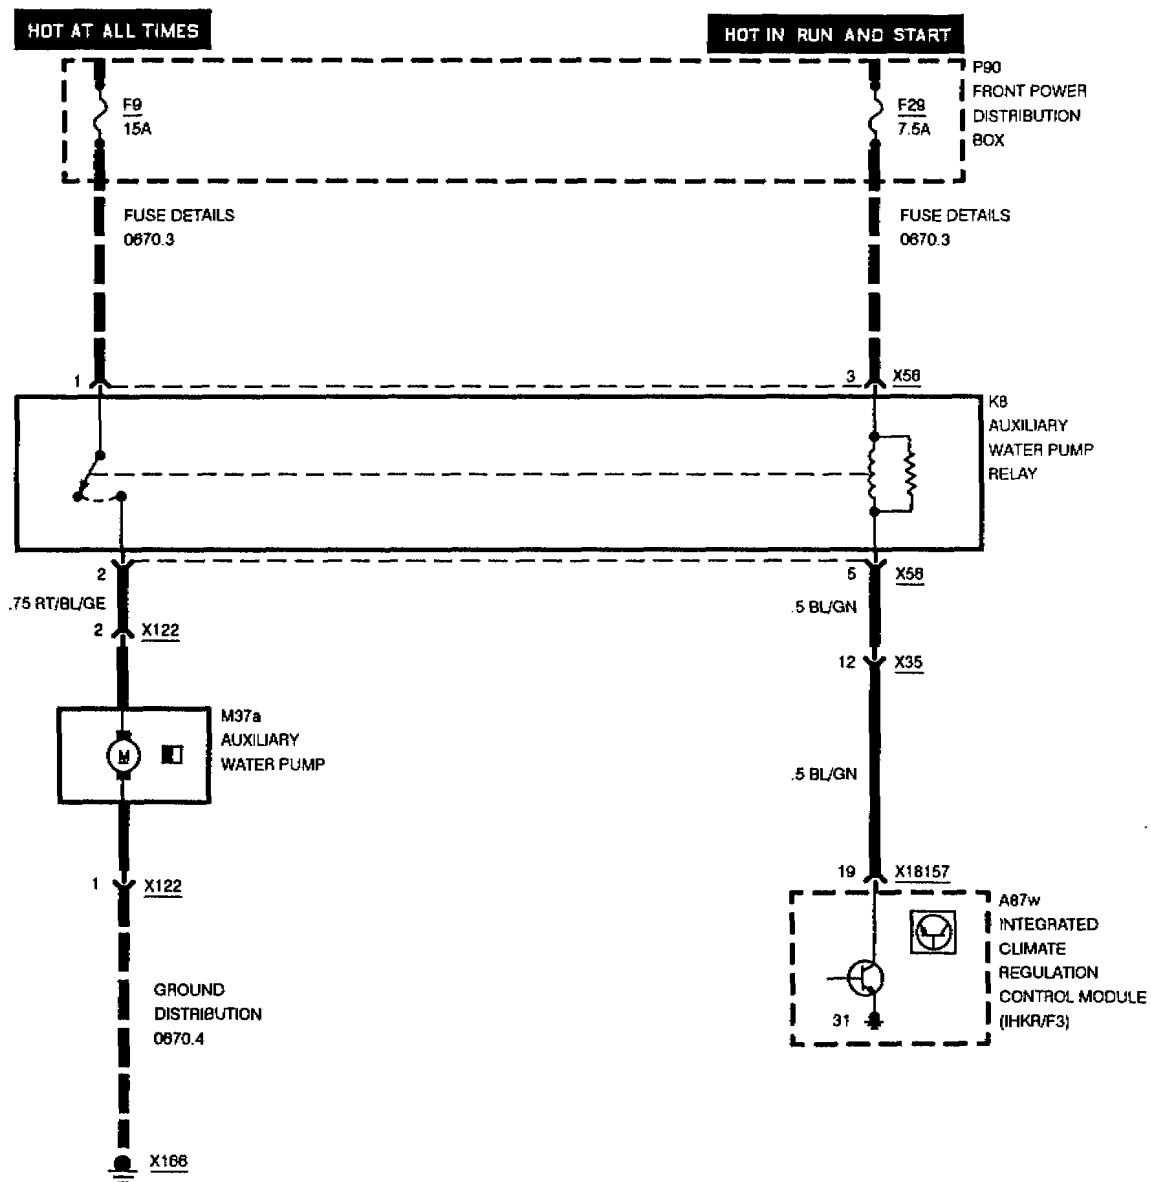 HOT AT ALL TIMES
HOT IN RUN AND START
P90
FRONT POWER
DISTRIBUTION
BOX
F9
15A
F29
7.5A
FUSE DETAILS
0670.3
FUSE DETAILS
0670.3
1
3
X56
K8
AUXILIARY
WATER PUMP
RELAY
2
5
X56
.75 RT/BL/GE
.5 BL/GN
2
X122
12
X35
M37a
AUXILIARY
WATER PUMP
M
.5 BL/GN
1
X122
19
X18157
A67w
INTEGRATED
CLIMATE
REGULATION
CONTROL MODULE
(IHKR/F3)
31
GROUND
DISTRIBUTION
0670.4
X166